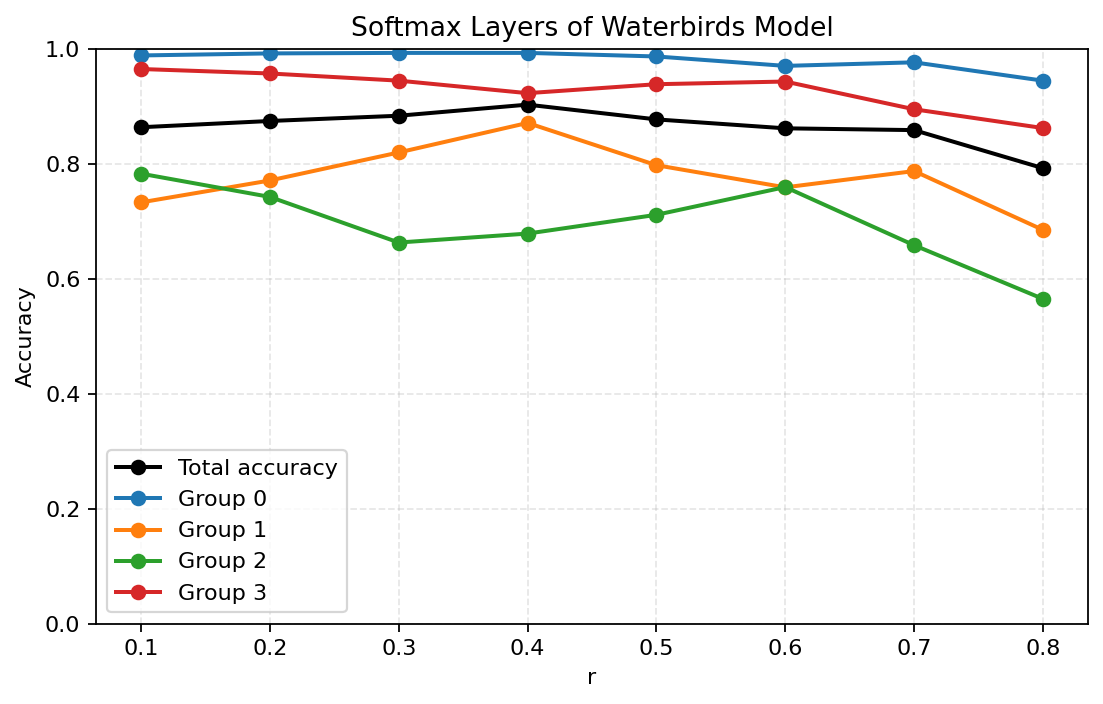 Softmax Layers of Waterbirds Model
1.0
0.8
0.6
0.4
0.2
0.0
Accuracy
Total accuracy
Group 0
Group 1
Group 2
Group 3
0.1 0.2 0.3 0.4 0.5 0.6 0.7 0.8
r